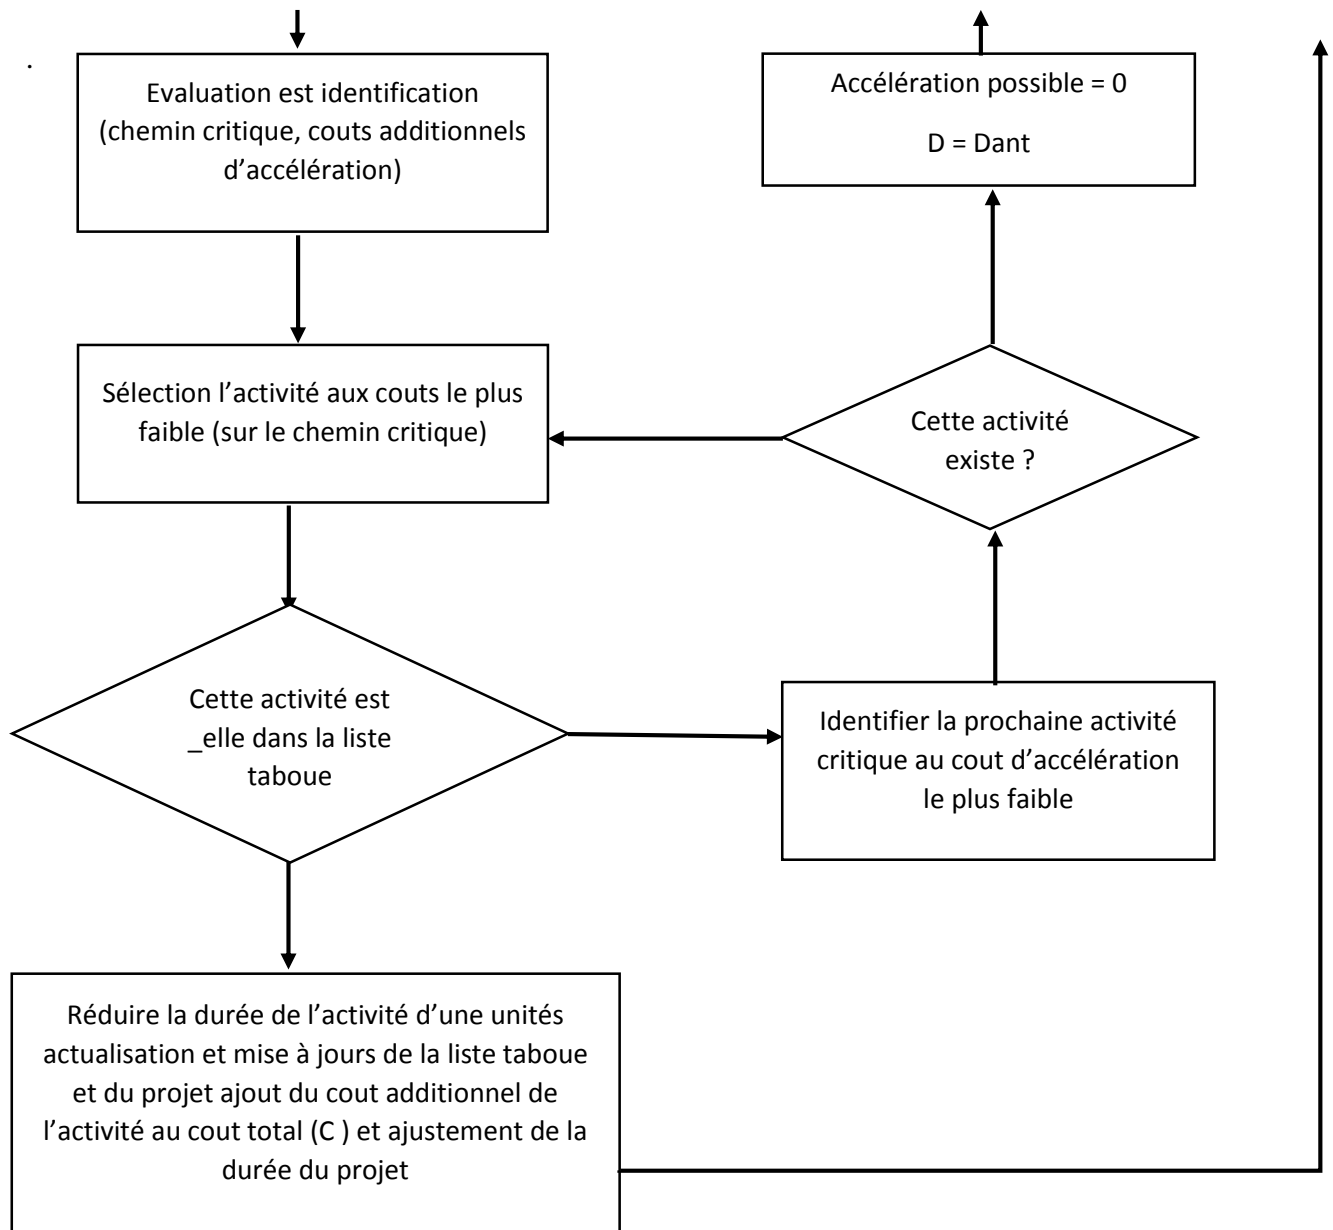 .
Evaluation est identification
(chemin critique, couts additionnels
d’accélération)
Accélération possible = 0
D = Dant
Sélection l’activité aux couts le plus
faible (sur le chemin critique)
Cette activité
existe ?
Cette activité est
_elle dans la liste
taboue
Identifier la prochaine activité
critique au cout d’accélération
le plus faible
Réduire la durée de l’activité d’une unités
actualisation et mise à jours de la liste taboue
et du projet ajout du cout additionnel de
l’activité au cout total (C ) et ajustement de la
durée du projet